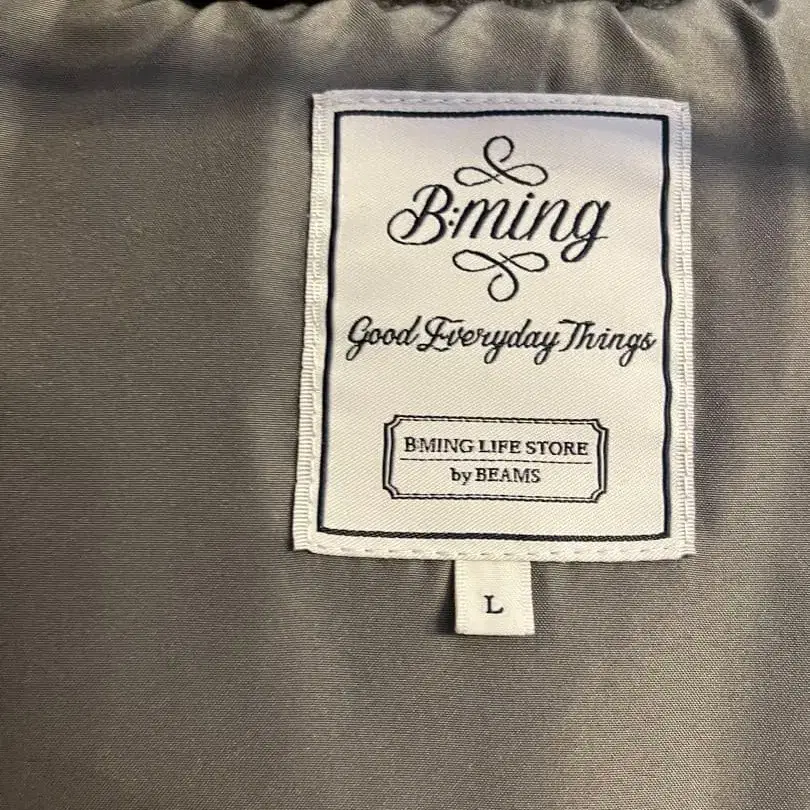 B:ming
Good Everyday Things
B:MING LIFE STORE
by BEAMS
L